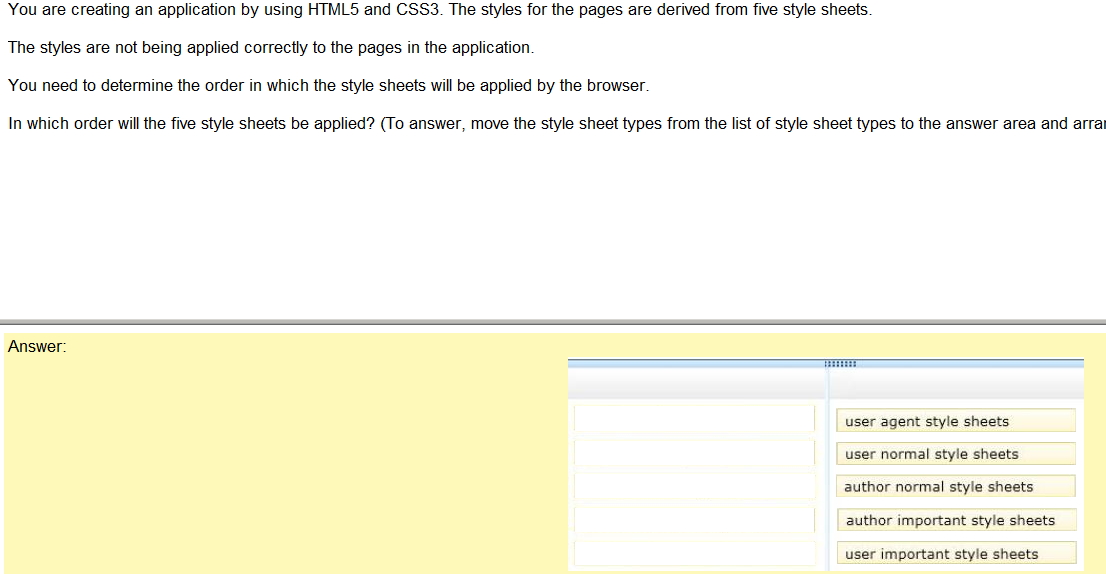 You are creating an application by using HTML5 and CSS3. The styles for the pages are derived from five style sheets.
The styles are not being applied correctly to the pages in the application.
You need to determine the order in which the style sheets will be applied by the browser.
In which order will the five style sheets be applied? (To answer, move the style sheet types from the list of style sheet types to the answer area and
Answer:
user agent style sheets
user normal style sheets
author normal style sheets
author important style sheets
user important style sheets